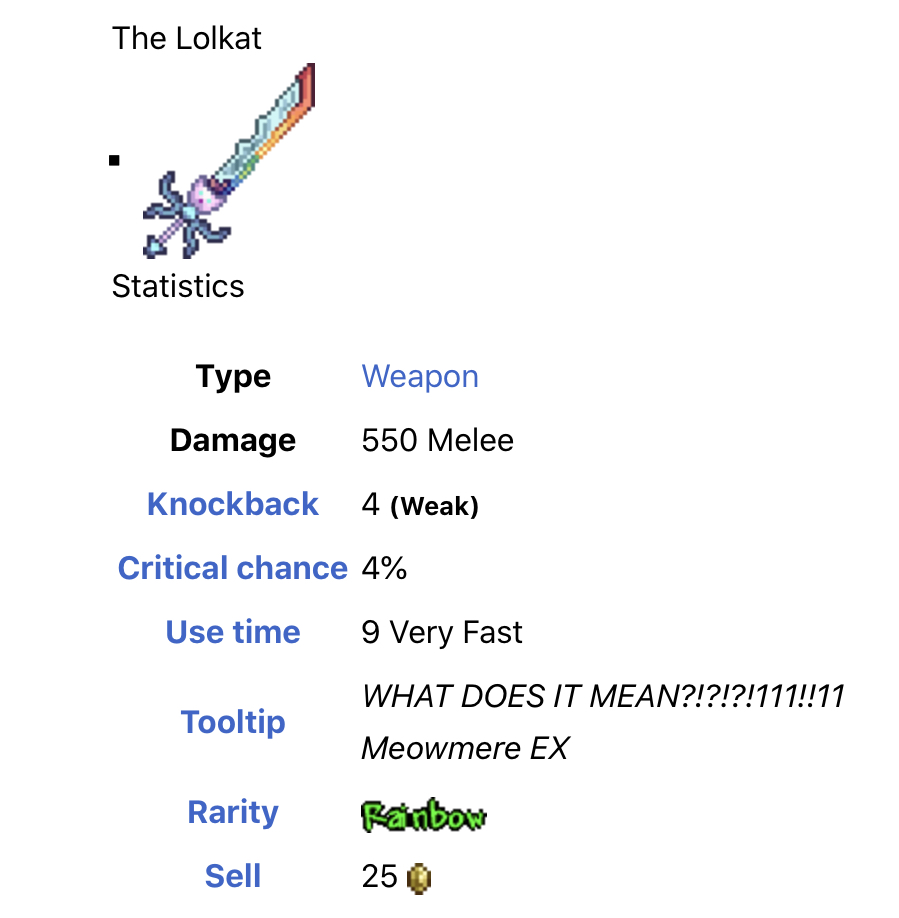 The Lolkat
Statistics
Type Weapon
Damage 550 Melee
Knockback 4 (Weak)
Critical chance 4%
Use time 9 Very Fast
Tooltip WHAT DOES IT MEAN?!?!?!111!!11
Meowmere EX
Rarity Rainbow
Sell 25